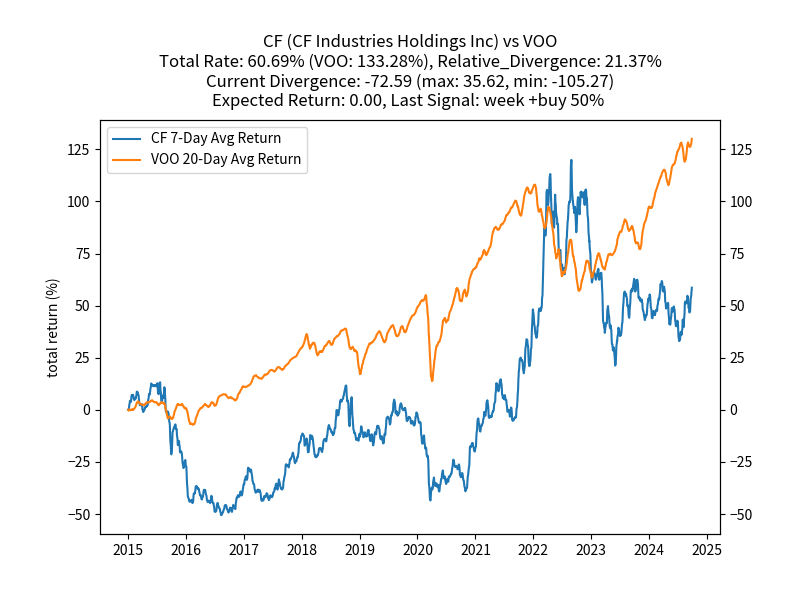 CF (CF Industries Holdings Inc) vs VOO
Total Rate: 60.69% (VOO: 133.28%), Relative_Divergence: 21.37%
Current Divergence: -72.59 (max: 35.62, min: -105.27)
Expected Return: 0.00, Last Signal: week +buy 50%
CF 7-Day Avg Return
VOO 20-Day Avg Return
total return (%)
125 125
100 100
75 75
50 50
25 25
0 0
−25 −25
−50 −50
2015 2016 2017 2018 2019 2020 2021 2022 2023 2024 2025